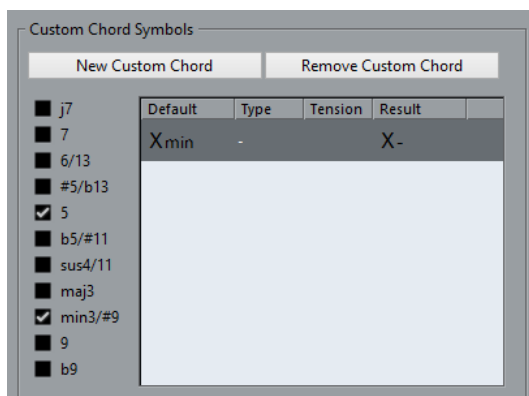 Custom Chord Symbols
New Custom Chord
Remove Custom Chord
j7
7
6/13
#5/b13
5
b5/#11
sus4/11
maj3
min3/#9
9
b9
Default Type Tension Result
Xmin - X-